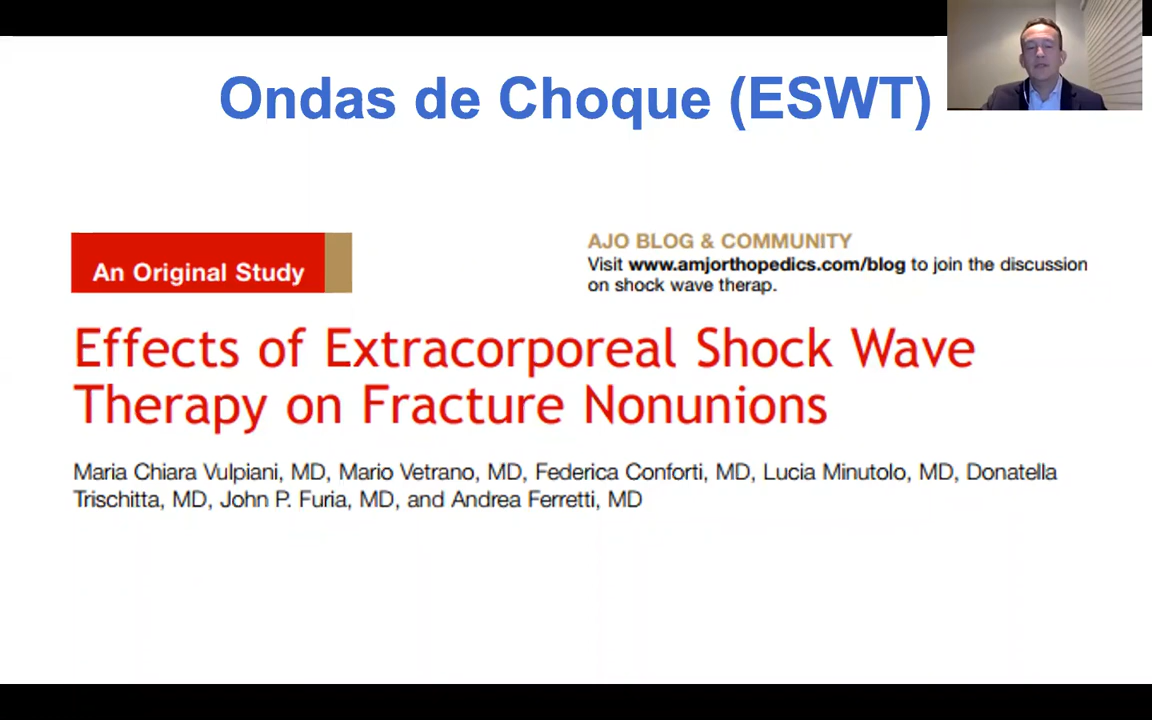 Ondas de Choque (ESWT)
An Original Study
AJO BLOG & COMMUNITY
Visit www.amjorthopedics.com/blog to join the discussion
on shock wave therap.
Effects of Extracorporeal Shock Wave
Therapy on Fracture Nonunions
Maria Chiara Vulpiani, MD, Mario Vetrano, MD, Federica Conforti, MD, Lucia Minutolo, MD, Donatella
Trischitta, MD, John P. Furia, MD, and Andrea Ferretti, MD